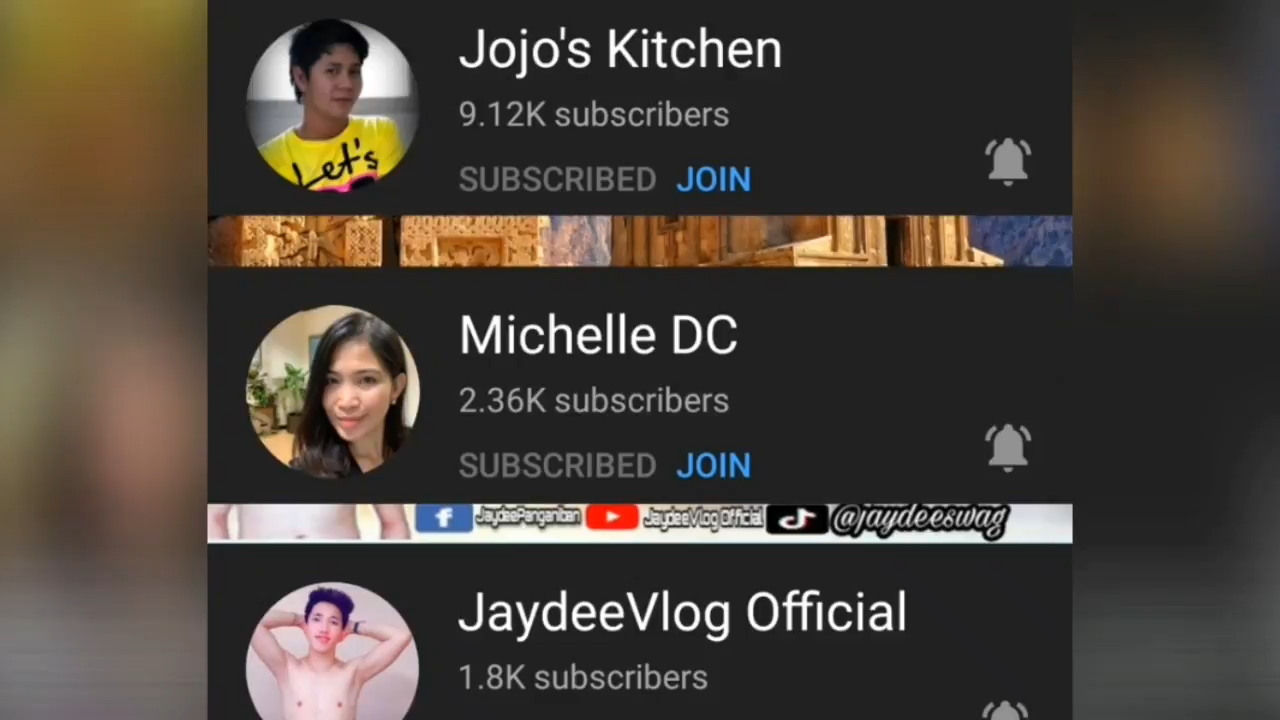 Jojo's Kitchen
9.12K subscribers
SUBSCRIBED JOIN
Let's
Michelle DC
2.36K subscribers
SUBSCRIBED JOIN
f JaydeePanganiban JaydeeVlog Official @jaydeeswag
JaydeeVlog Official
1.8K subscribers